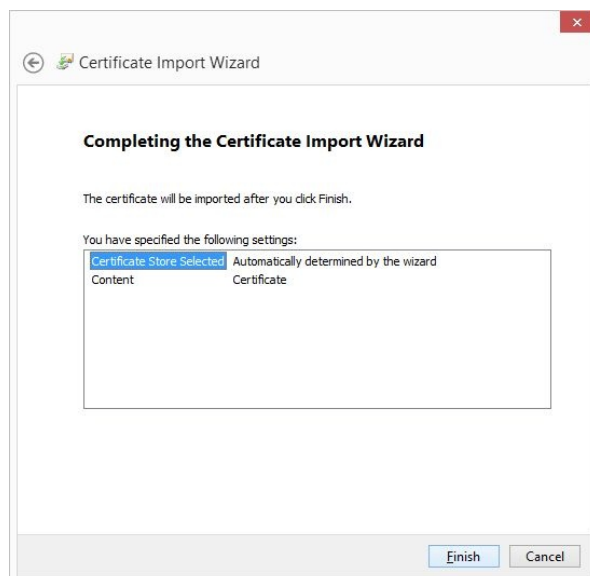 Certificate Import Wizard
Completing the Certificate Import Wizard
The certificate will be imported after you click Finish.
You have specified the following settings:
Certificate Store Selected Automatically determined by the wizard
Content Certificate
Finish Cancel